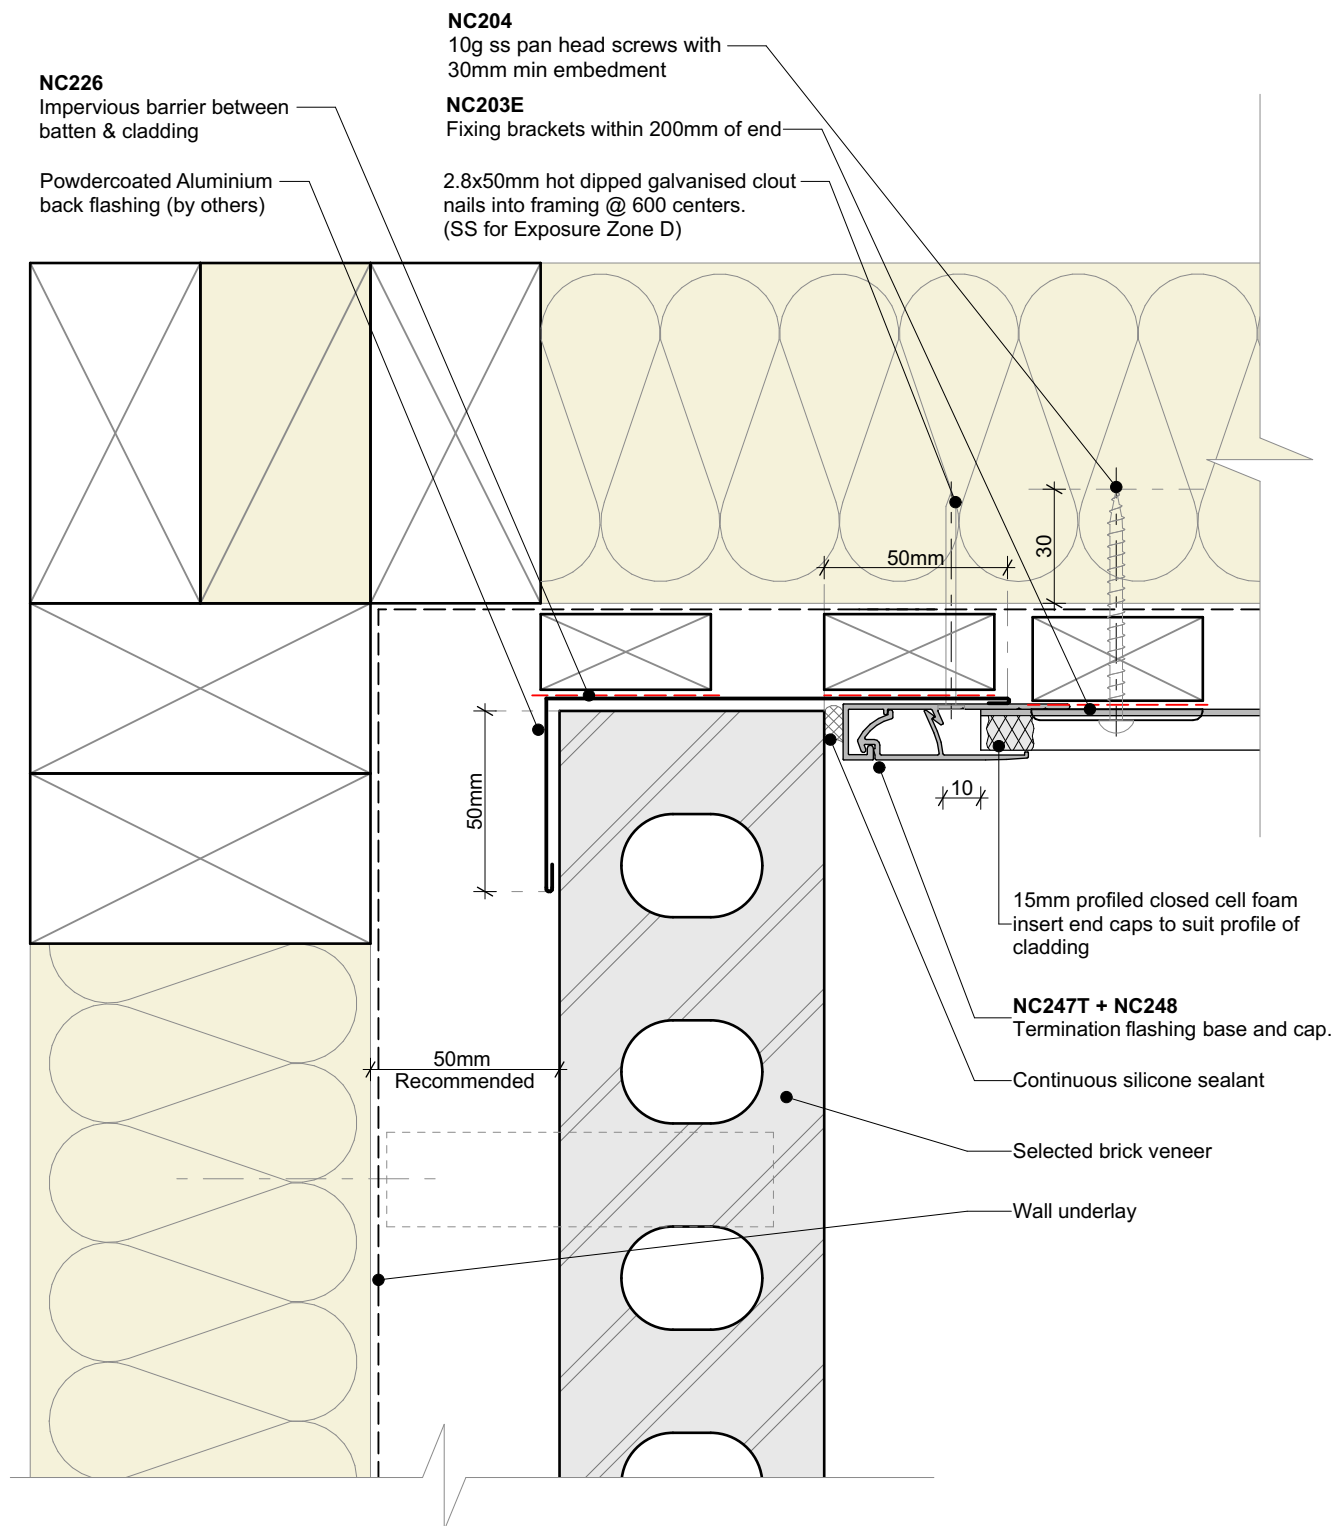 NC204
10g ss pan head screws with
30mm min embedment
NC226
Impervious barrier between
batten & cladding
NC203E
Fixing brackets within 200mm of end
Powdercoated Aluminium
back flashing (by others)
2.8x50mm hot dipped galvanised clout
nails into framing @ 600 centers.
(SS for Exposure Zone D)
50mm
30
50mm
10
15mm profiled closed cell foam
insert end caps to suit profile of
cladding
NC247T + NC248
Termination flashing base and cap.
50mm
Recommended
Continuous silicone sealant
Selected brick veneer
Wall underlay